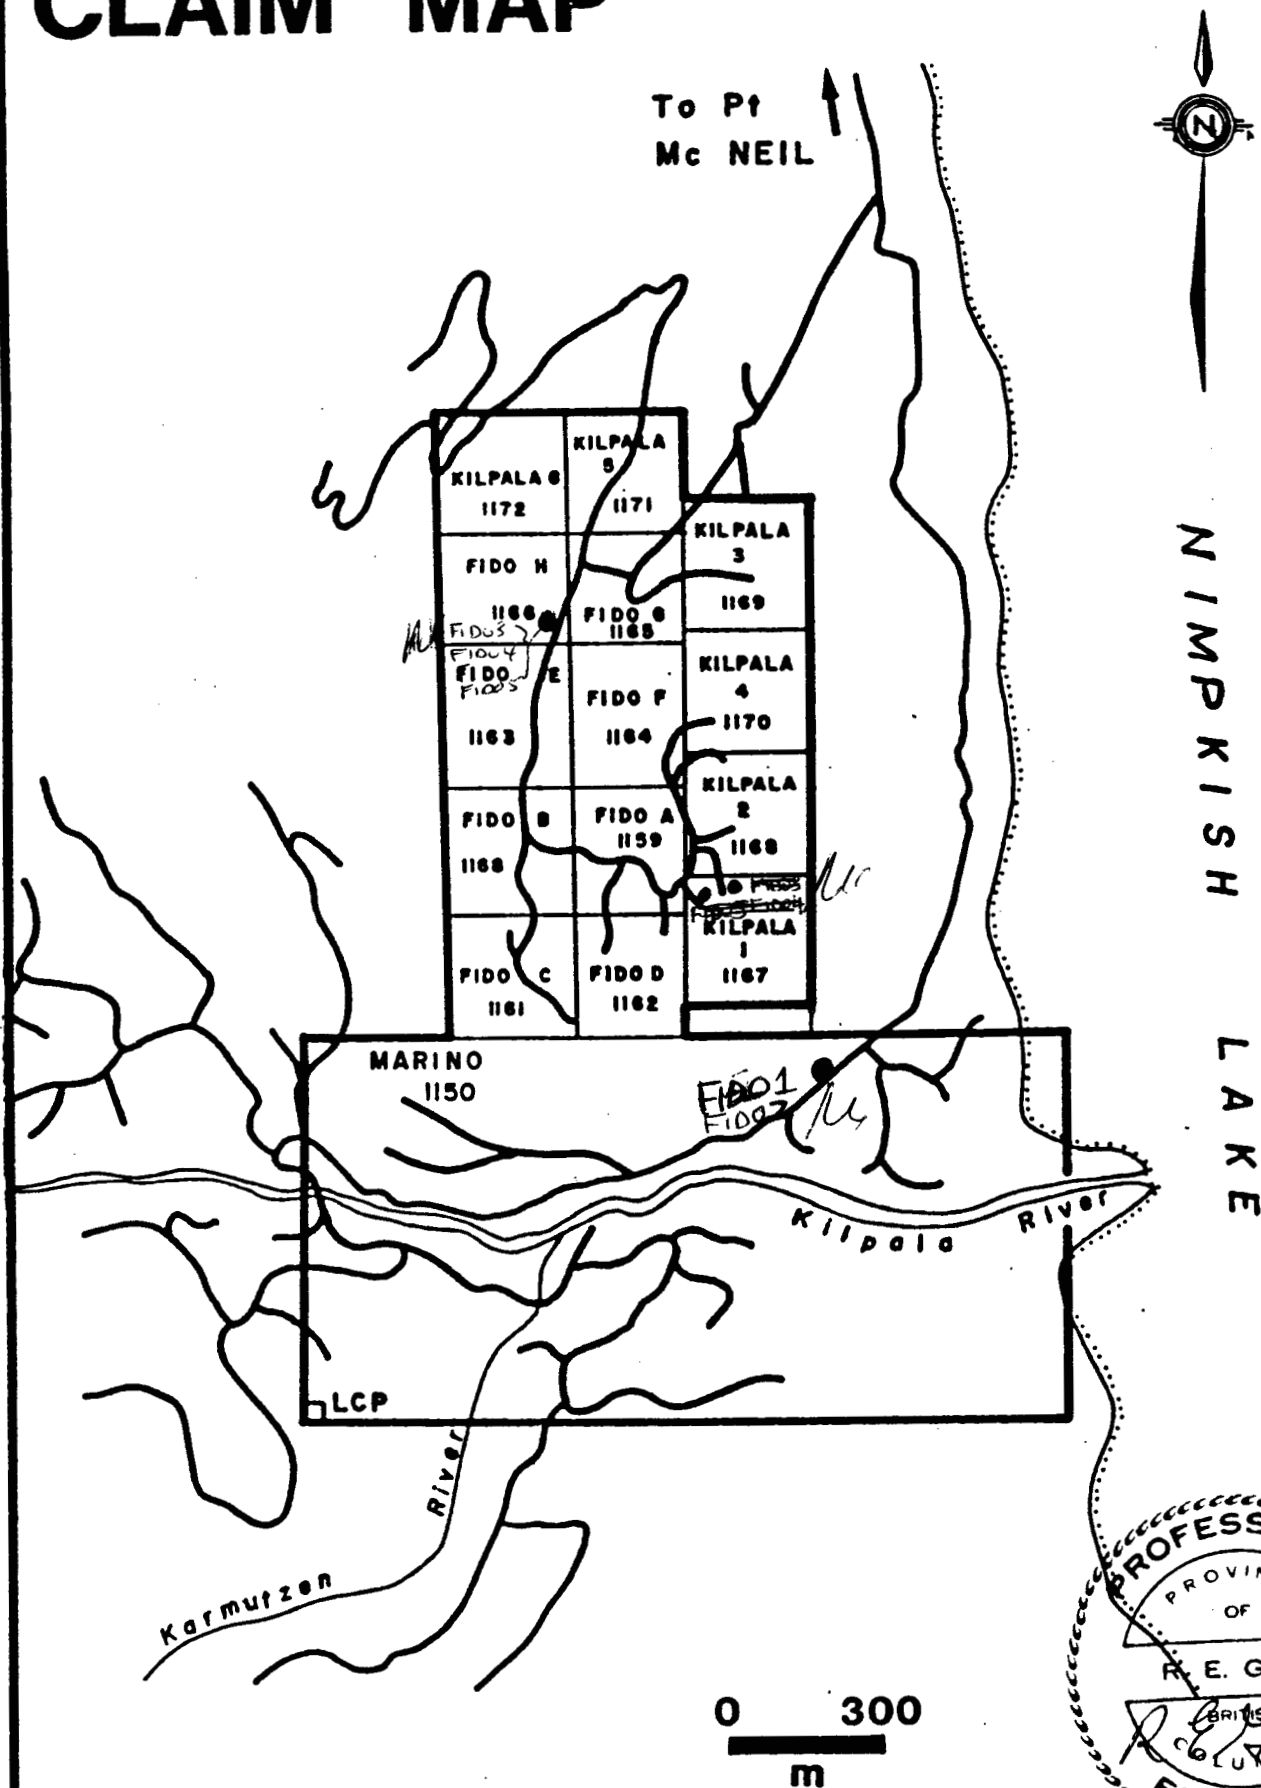 CLAIM MAP
To Pt
Mc NEIL
N
KILPALA 6
1172
KILPALA
5
1171
KILPALA
3
1169
FIDO H
1166
FIDO G
1165
FIDO3
FIDO4
FIDO5
FIDO E
1163
FIDO F
1164
KILPALA
4
1170
FIDO B
1168
FIDO A
1159
KILPALA
2
1168
KILPALA
1
1167
FIDO C
1161
FIDO D
1162
MARINO
1150
FIDO1
FIDO2
NIMPKISH LAKE
Kilpala River
LCP
River
Karmutzen
0 300
m
PROFESS
PROVIN
OF
R. E. G
BRITIS
COLU